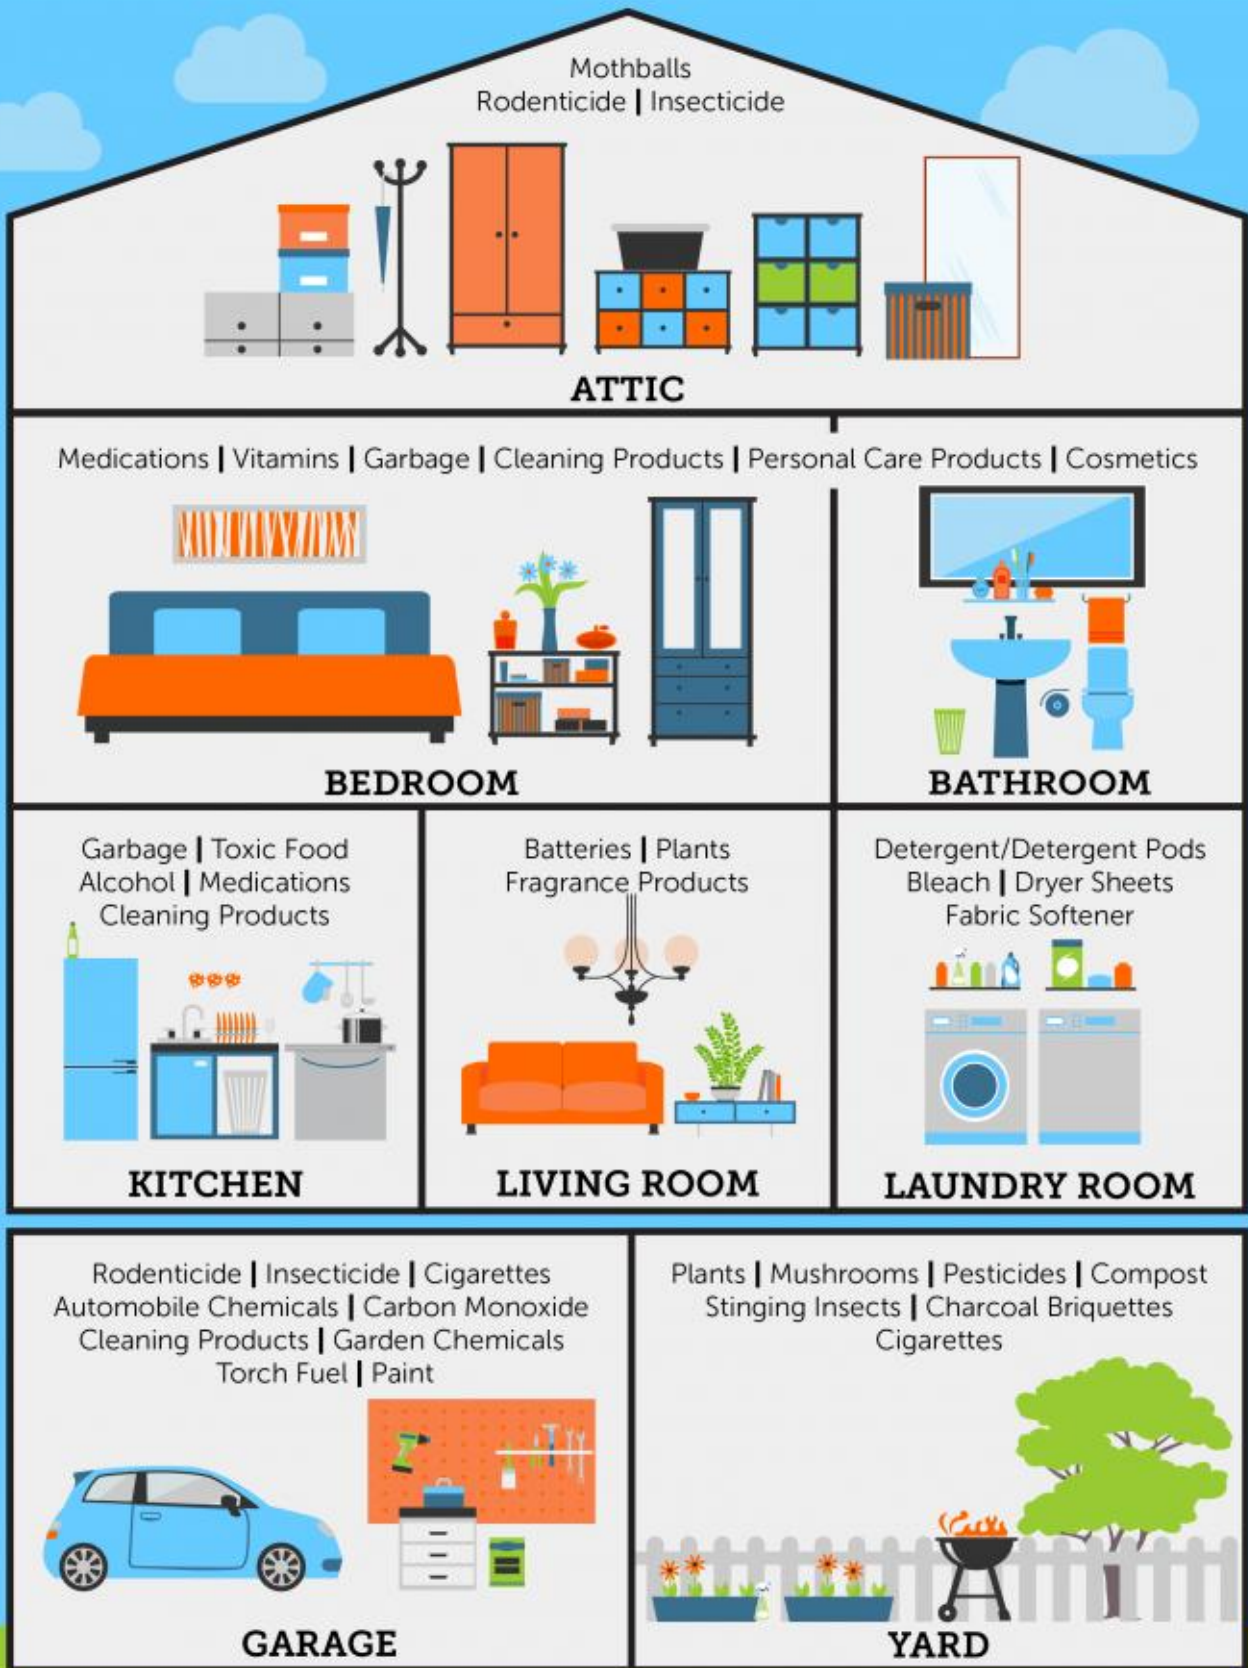 Mothballs
Rodenticide | Insecticide
ATTIC
Medications | Vitamins | Garbage | Cleaning Products | Personal Care Products | Cosmetics
BEDROOM
BATHROOM
Garbage | Toxic Food
Alcohol | Medications
Cleaning Products
KITCHEN
Batteries | Plants
Fragrance Products
LIVING ROOM
Detergent/Detergent Pods
Bleach | Dryer Sheets
Fabric Softener
LAUNDRY ROOM
Rodenticide | Insecticide | Cigarettes
Automobile Chemicals | Carbon Monoxide
Cleaning Products | Garden Chemicals
Torch Fuel | Paint
GARAGE
Plants | Mushrooms | Pesticides | Compost
Stinging Insects | Charcoal Briquettes
Cigarettes
YARD